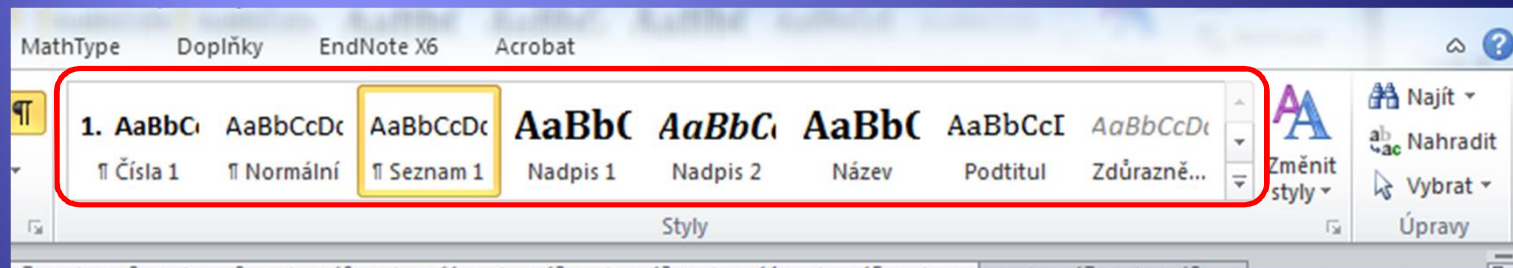 MathType Doplňky EndNote X6 Acrobat
1. AaBbC AaBbCcDc AaBbCcDc AaBb( AaBbC AaBb( AaBbCcI AaBbCcDc
¶ Čísla 1 ¶ Normální ¶ Seznam 1 Nadpis 1 Nadpis 2 Název Podtitul Zdůrazně...
Změnit styly
Najít
Nahradit
Vybrat
Styly
Úpravy